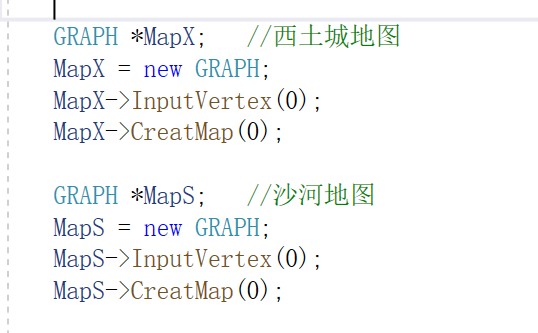 GRAPH *MapX;   //西土城地图
MapX = new GRAPH;
MapX->InputVertex(0);
MapX->CreatMap(0);
GRAPH *MapS;   //沙河地图
MapS = new GRAPH;
MapS->InputVertex(0);
MapS->CreatMap(0);